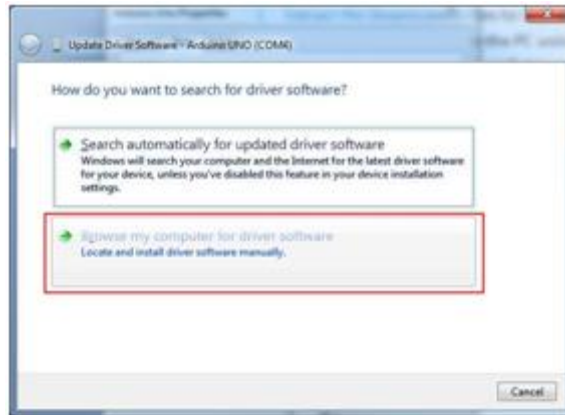 Update Driver Software - Arduino UNO (COM4)
How do you want to search for driver software?
Search automatically for updated driver software
Windows will search your computer and the Internet for the latest driver software
for your device, unless you've disabled this feature in your device installation
settings.
Browse my computer for driver software
Locate and install driver software manually.
Cancel